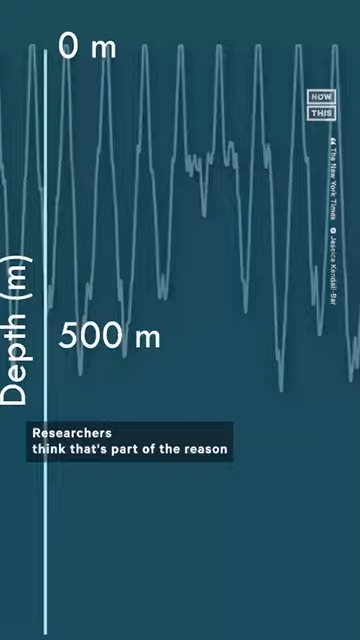 0 m
NOW
THIS
“ The New York Times Jessica Kendall-Bar
Depth (m)
500 m
Researchers
think that's part of the reason